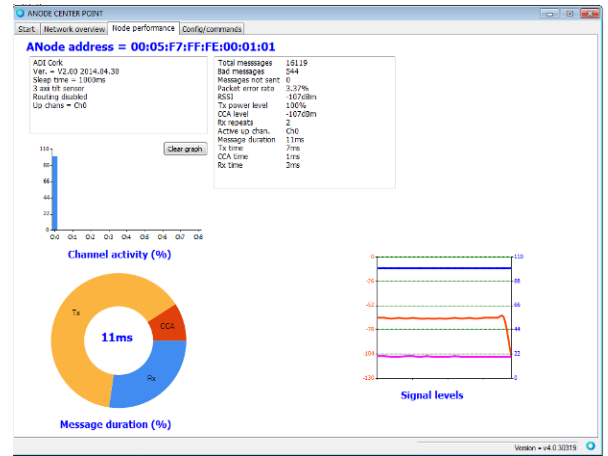 ANODE CENTER POINT
Start Network overview Node performance Config/commands
ANode address = 00:05:F7:FF:FE:00:01:01
ADI Cork
Ver. = V2.00 2014.04.30
Sleep time = 1000ms
3 axi tilt sensor
Routing disabled
Up chans = Ch0
Total messsages 16119
Bad messages 544
Messages not sent 0
Packet error rate 3.37%
RSSI -107dBm
Tx power level 100%
CCA level -107dBm
Rx repeats 2
Active up chan. Ch0
Message duration 11ms
Tx time 7ms
CCA time 1ms
Rx time 3ms
Clear graph
110
88
66
44
22
0
Ch0 Ch1 Ch2 Ch3 Ch4 Ch5 Ch6 Ch7 Ch8
Channel activity (%)
Tx
CCA
Rx
11ms
Message duration (%)
0 110
-26 88
-52 66
-78 44
-104 22
-130 0
Signal levels
Version = v4.0.30319